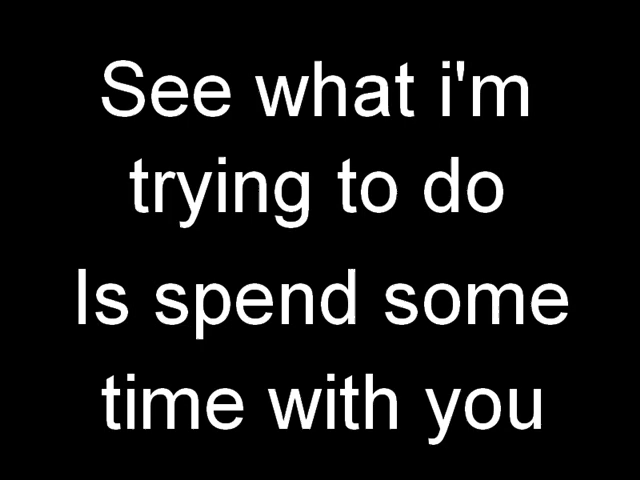 See what i'm
trying to do
Is spend some
time with you